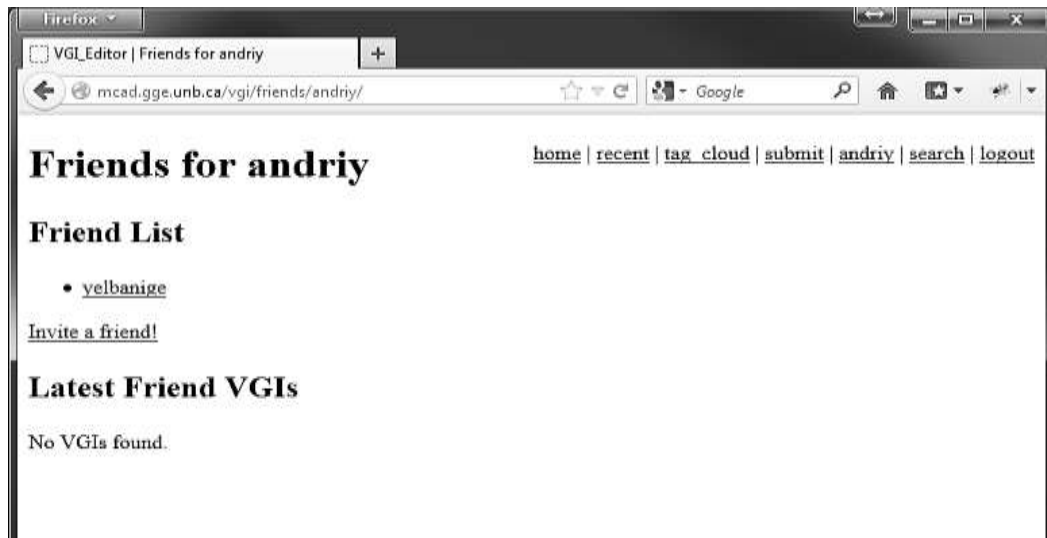 Firefox
VGI_Editor | Friends for andriy
mcad.gge.unb.ca/vgi/friends/andriy/
Google
home | recent | tag_cloud | submit | andriy | search | logout
Friends for andriy
Friend List
• yelbanige
Invite a friend!
Latest Friend VGIs
No VGIs found.